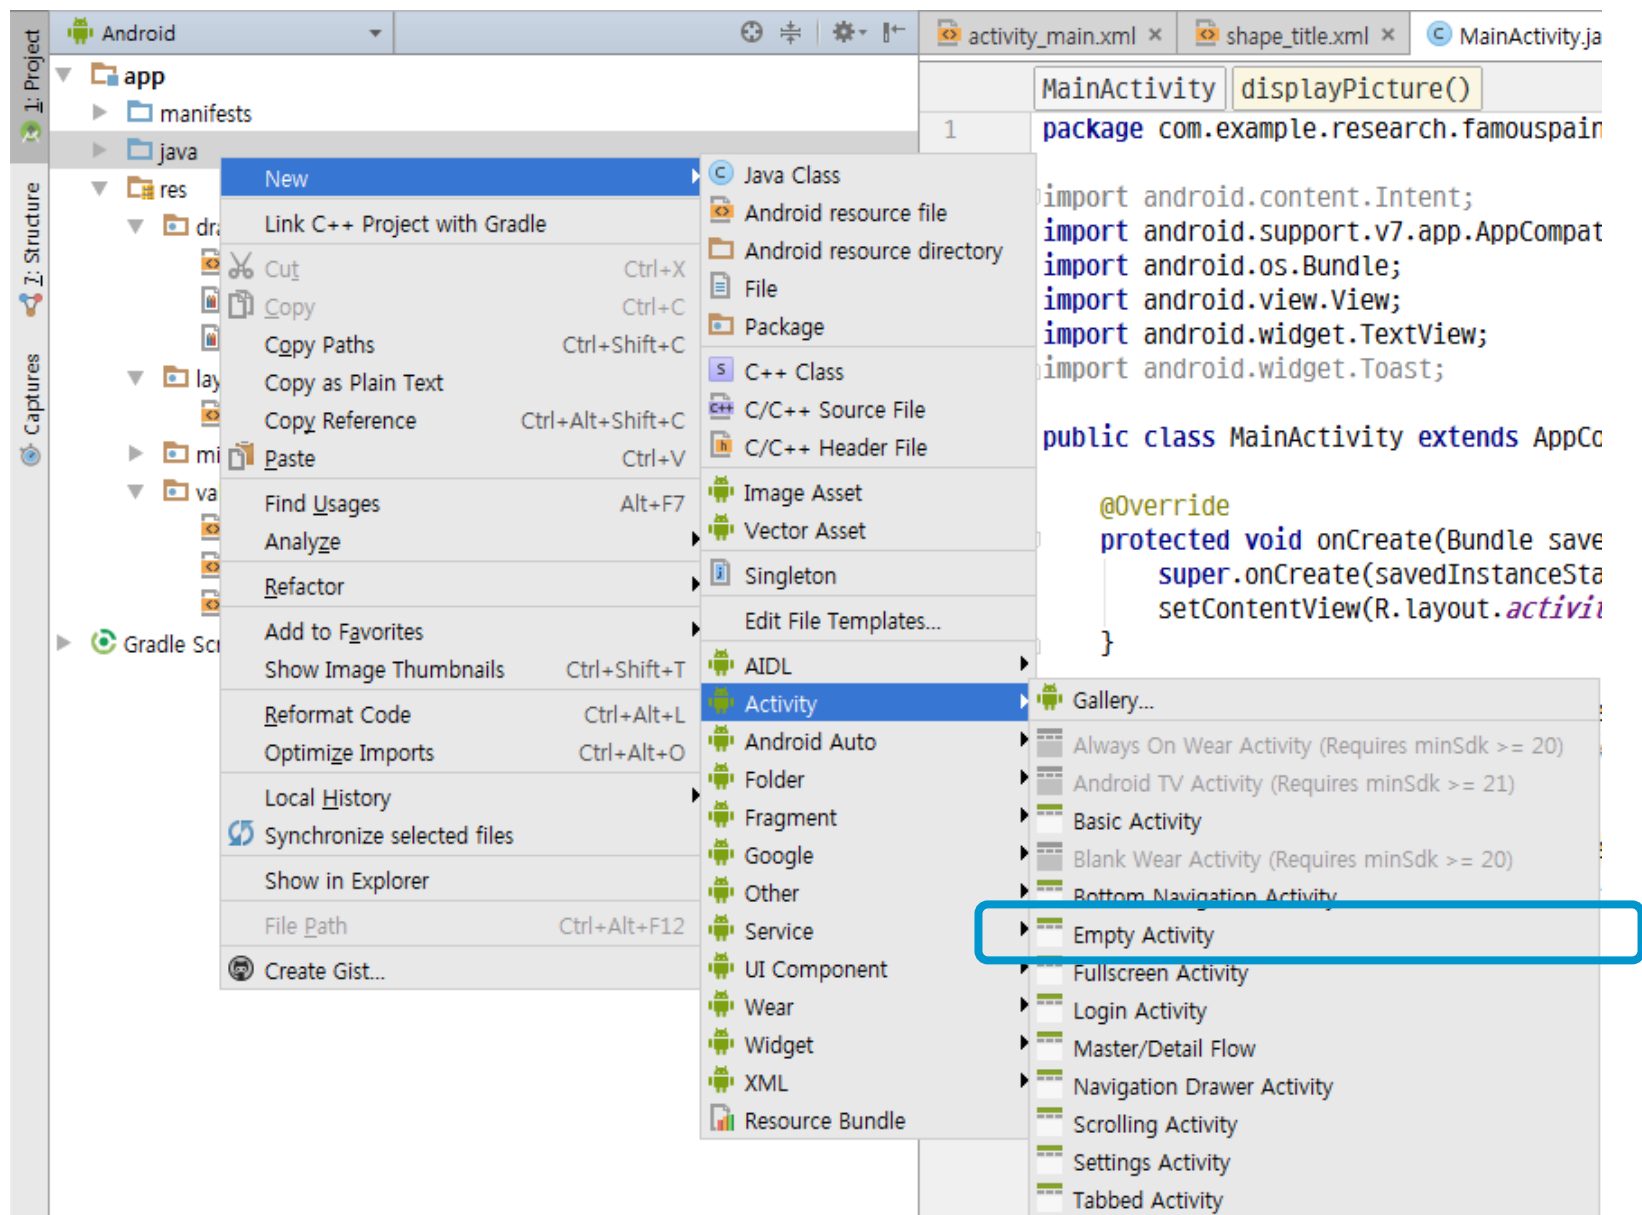 1: Project
7: Structure
Captures
Android
app
manifests
java
res
Gradle
New
Link C++ Project with Gradle
Cut Ctrl+X
Copy Ctrl+C
Copy Paths Ctrl+Shift+C
Copy as Plain Text
Copy Reference Ctrl+Alt+Shift+C
Paste Ctrl+V
Find Usages Alt+F7
Analyze
Refactor
Add to Favorites
Show Image Thumbnails Ctrl+Shift+T
Reformat Code Ctrl+Alt+L
Optimize Imports Ctrl+Alt+O
Local History
Synchronize selected files
Show in Explorer
File Path Ctrl+Alt+F12
Create Gist...
Java Class
Android resource file
Android resource directory
File
Package
C++ Class
C/C++ Source File
C/C++ Header File
Image Asset
Vector Asset
Singleton
Edit File Templates...
AIDL
Activity
Android Auto
Folder
Fragment
Google
Other
Service
UI Component
Wear
Widget
XML
Resource Bundle
Gallery...
Always On Wear Activity (Requires minSdk >= 20)
Android TV Activity (Requires minSdk >= 21)
Basic Activity
Blank Wear Activity (Requires minSdk >= 20)
Bottom Navigation Activity
Empty Activity
Fullscreen Activity
Login Activity
Master/Detail Flow
Navigation Drawer Activity
Scrolling Activity
Settings Activity
Tabbed Activity
activity_main.xml × shape_title.xml × MainActivity.ja
MainActivity displayPicture()
1 package com.example.research.famouspain
import android.content.Intent;
import android.support.v7.app.AppCompat
import android.os.Bundle;
import android.view.View;
import android.widget.TextView;
import android.widget.Toast;
public class MainActivity extends AppCo
@Override
protected void onCreate(Bundle save
super.onCreate(savedInstanceSta
setContentView(R.layout.activit
}